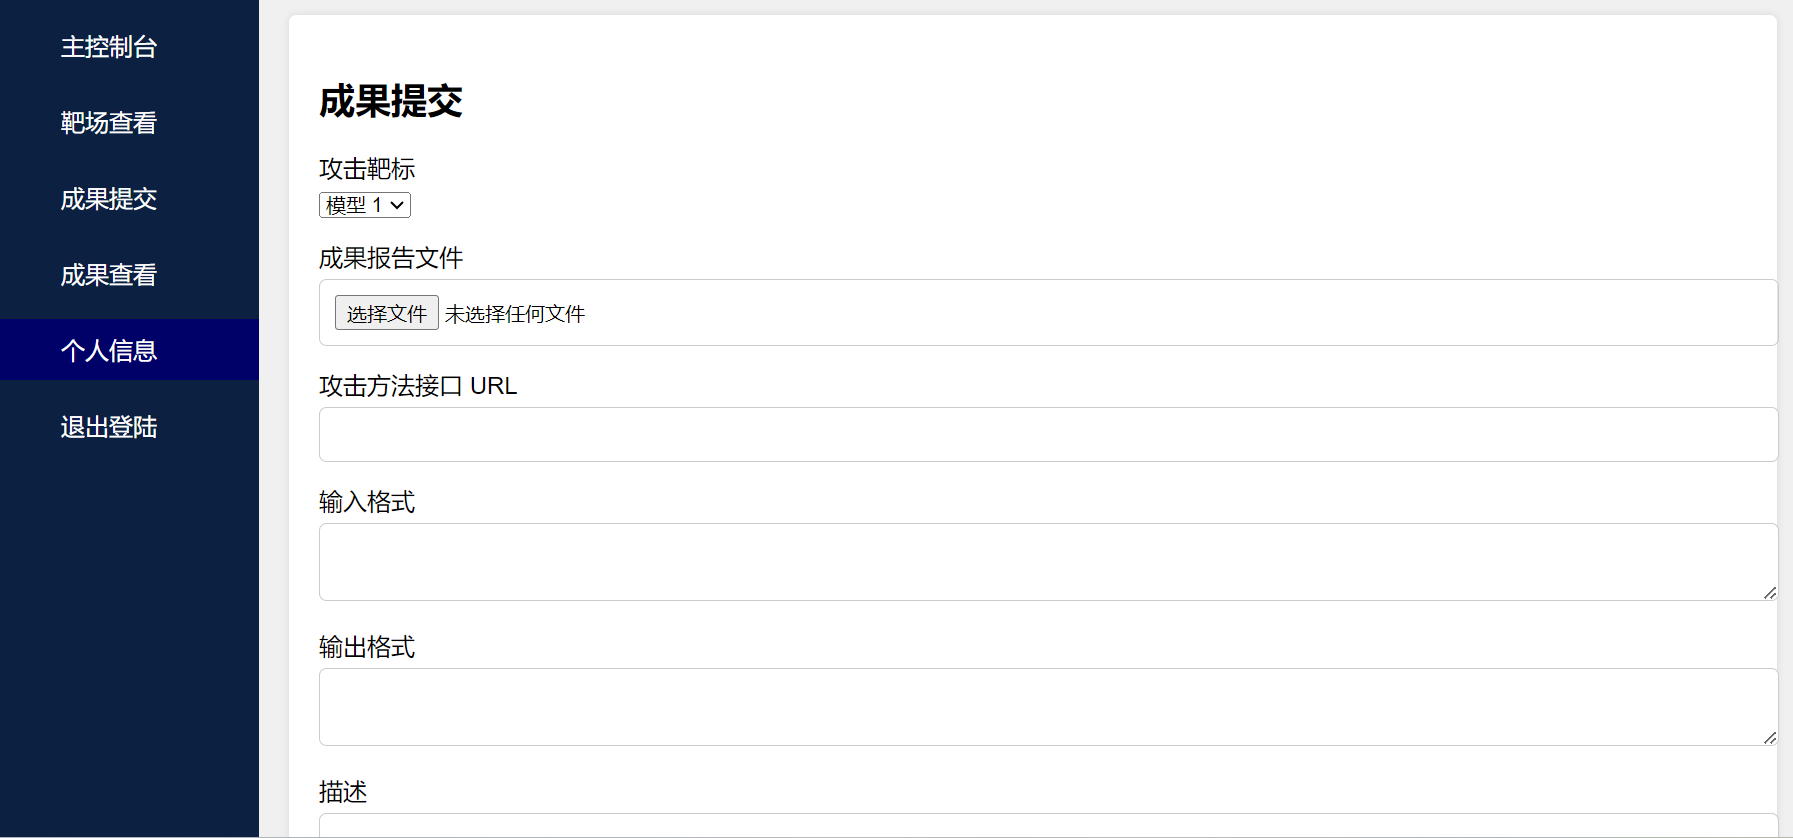 主控制台
靶场查看
成果提交
成果查看
个人信息
退出登陆
成果提交
攻击靶标
模型 1
成果报告文件
选择文件 未选择任何文件
攻击方法接口 URL
输入格式
输出格式
描述